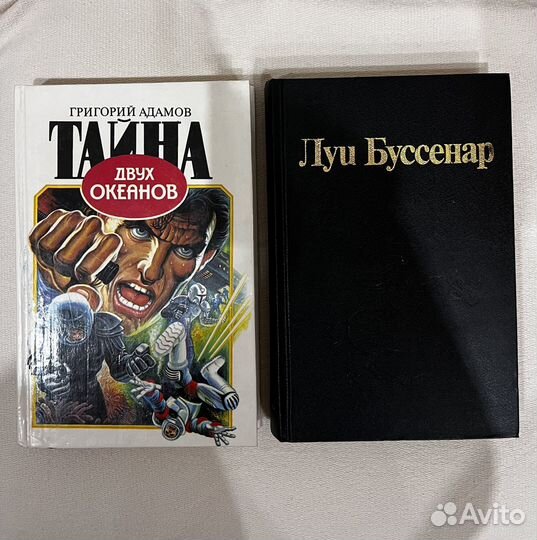 ГРИГОРИЙ АДАМОВ
ТАЙНА
ДВУХ
ОКЕАНОВ
Луи Буссенар
Avito